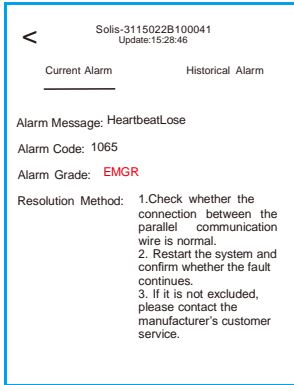 <
Solis-3115022B100041
Update:15:28:46
Current Alarm Historical Alarm
Alarm Message: HeartbeatLose
Alarm Code: 1065
Alarm Grade: EMGR
Resolution Method: 1.Check whether the
connection between the
parallel communication
wire is normal.
2. Restart the system and
confirm whether the fault
continues.
3. If it is not excluded,
please contact the
manufacturer's customer
service.